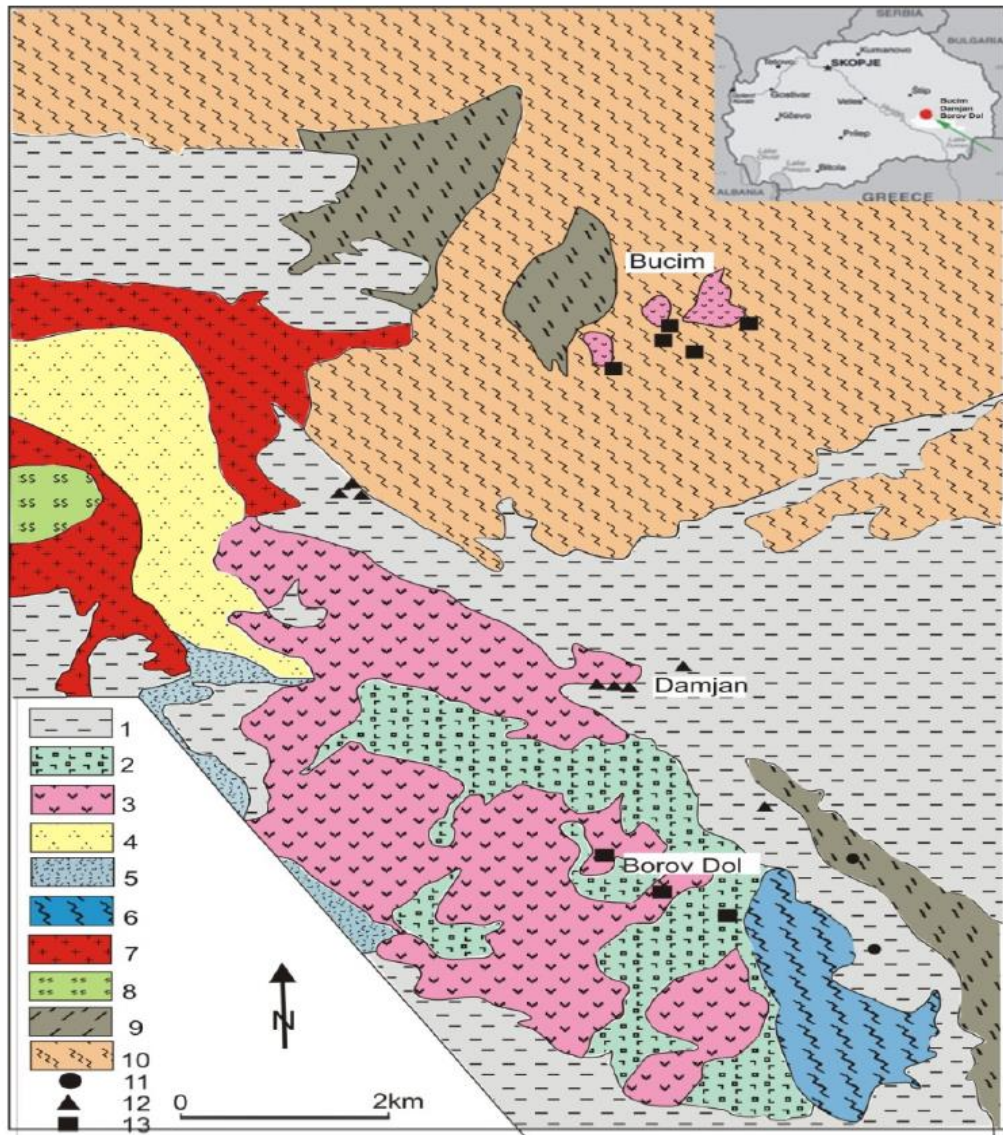 SERBIA
BULGARIA
Kumanovo
Tetovo
SKOPJE
Gostivar
Štip
Veles
Bucim
Damjan
Borov Dol
Kičevo
Prilep
Bitola
ALBANIA
GREECE
Bucim
Damjan
Borov Dol
1
2
3
4
5
6
7
8
9
10
11
12
13
N
0 2km